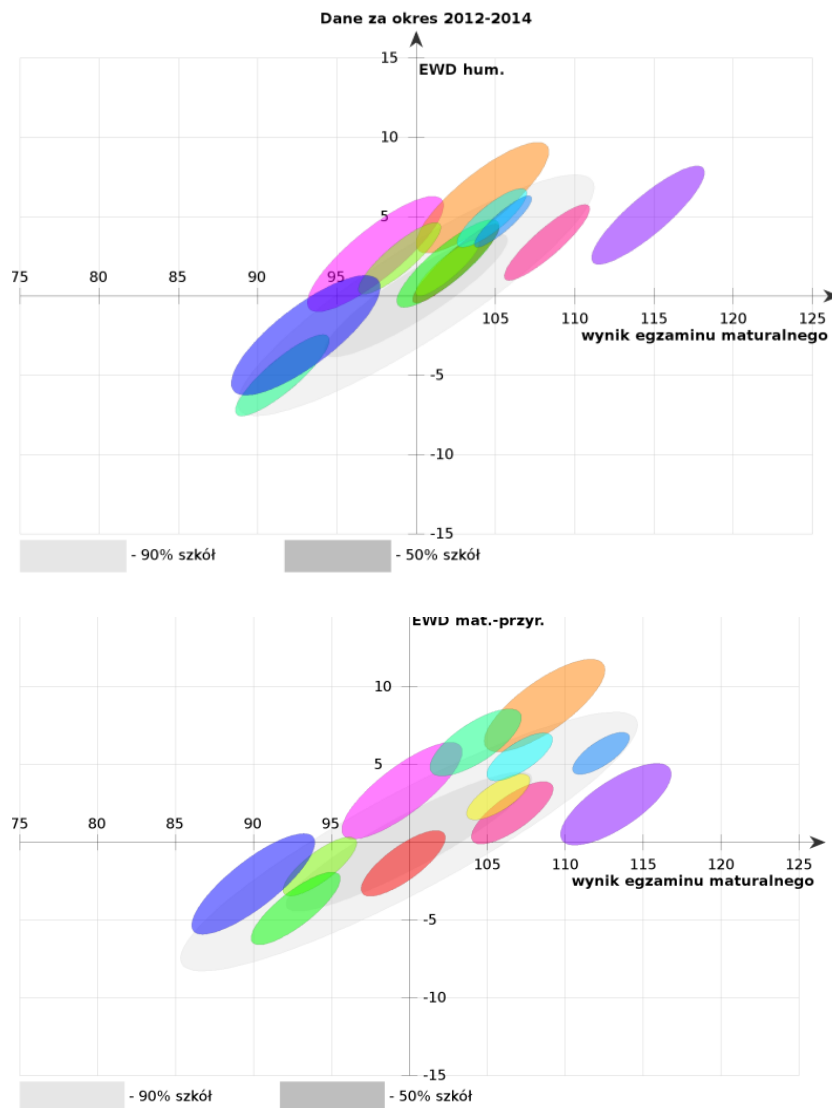 Dane za okres 2012-2014
15
EWD hum.
10
5
75 80 85 90 95 105 110 115 120 125
wynik egzaminu maturalnego
-5
-10
-15
- 90% szkół - 50% szkół
EWD mat.-przyr.
10
5
75 80 85 90 95 105 110 115 120 125
wynik egzaminu maturalnego
-5
-10
-15
- 90% szkół - 50% szkół